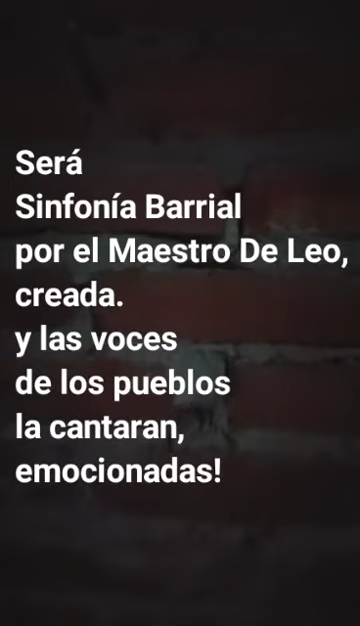 Será
Sinfonía Barrial
por el Maestro De Leo,
creada.
y las voces
de los pueblos
la cantaran,
emocionadas!